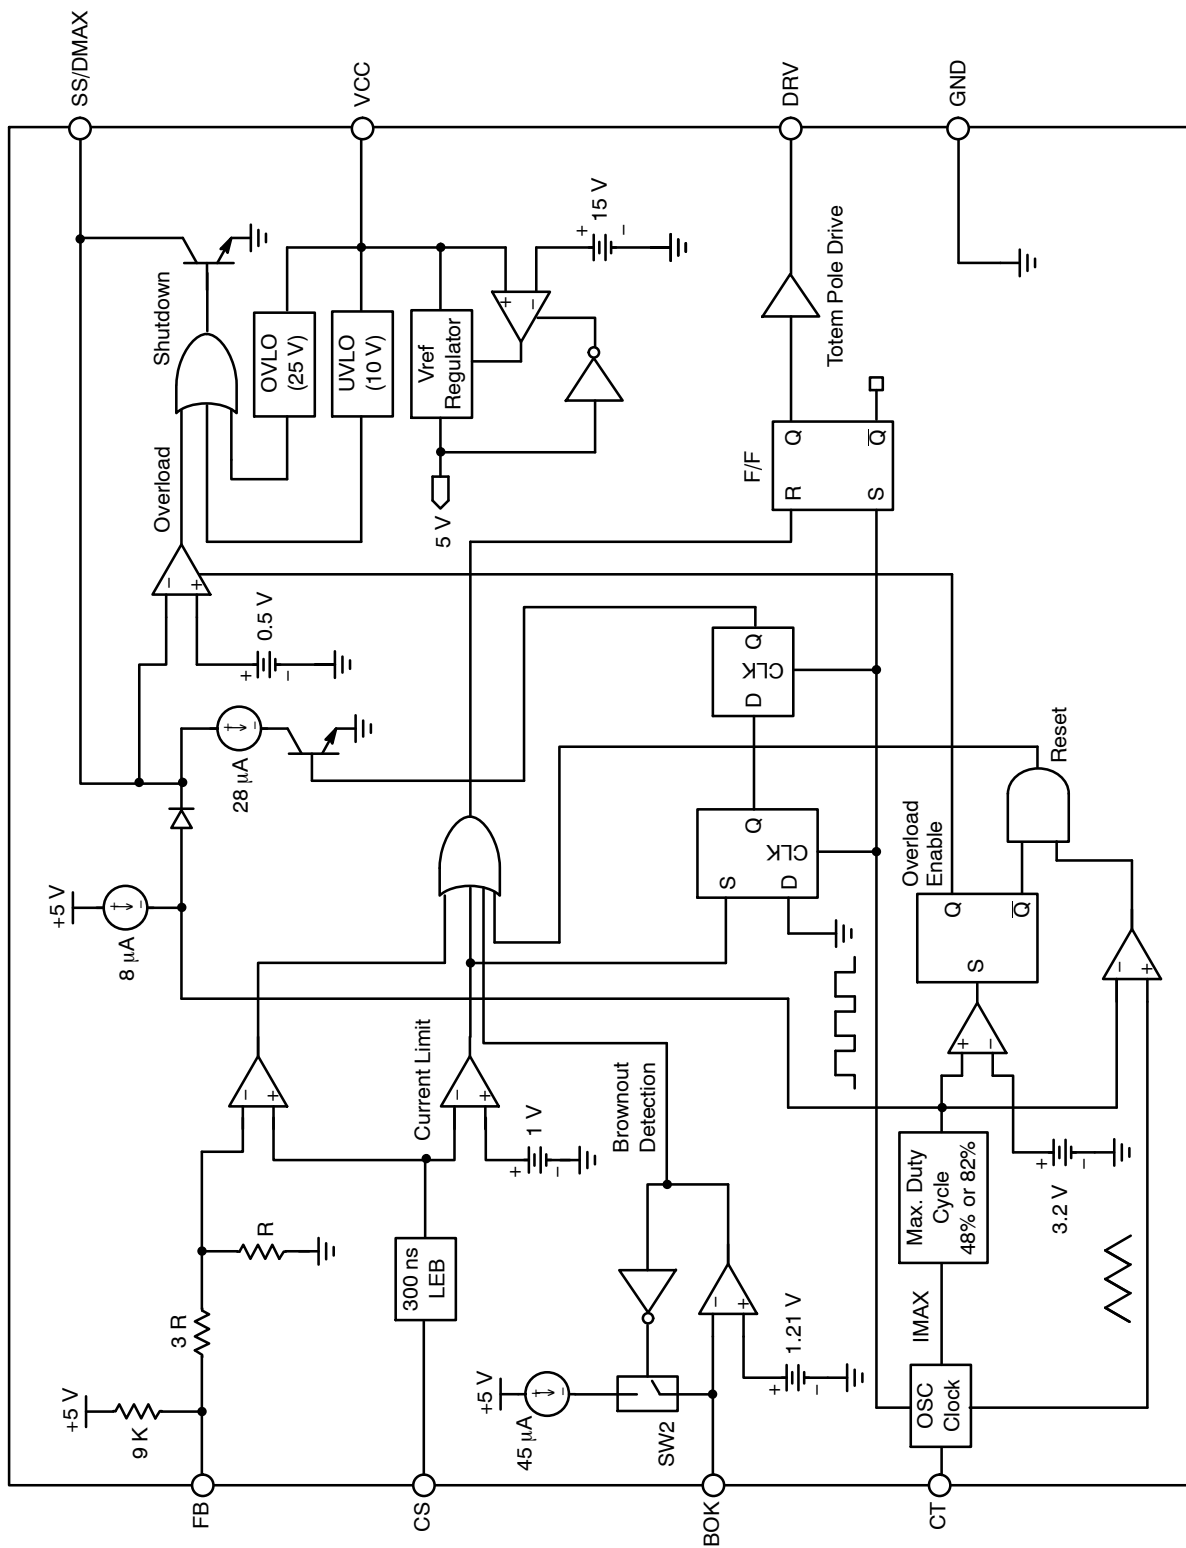 FB
+5 V
9 K
3 R
R
+5 V
8 µA
28 µA
−
+
0.5 V
+
−
Overload
Shutdown
SS/DMAX
OVLO
(25 V)
UVLO
(10 V)
VCC
Vref
Regulator
5 V
+
−
15 V
+
−
CS
300 ns
LEB
−
+
Current Limit
−
+
1 V
+
−
BOK
+5 V
45 µA
SW2
−
+
1.21 V
+
−
Brownout
Detection
S
D
Q
CLK
D
Q
CLK
F/F
R
S
Q
Q
Totem Pole Drive
DRV
GND
CT
OSC
Clock
IMAX
Max. Duty
Cycle
48% or 82%
3.2 V
+
−
+
−
S
Q
Q
Overload
Enable
−
+
Reset